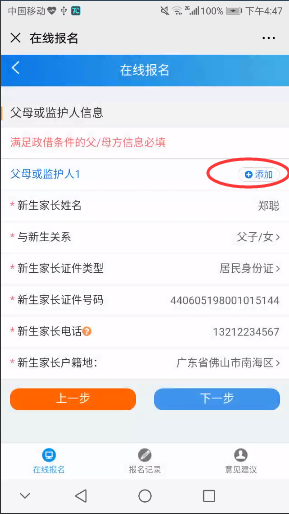 中国移动 100% 下午4:47
× 在线报名 ...
在线报名
父母或监护人信息
满足政借条件的父/母方信息必填
父母或监护人1 添加
* 新生家长姓名 郑聪
* 与新生关系 父子/女 >
* 新生家长证件类型 居民身份证 >
* 新生家长证件号码 440605198001015144
* 新生家长电话 ? 13212234567
* 新生家长户籍地： 广东省佛山市南海区 >
上一步 下一步
在线报名 报名记录 意见建议